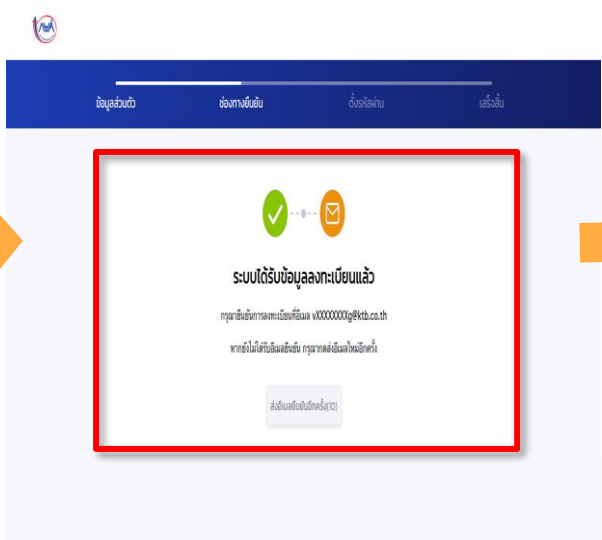 กยศ
ข้อมูลส่วนตัว ช่องทางยืนยัน ตั้งรหัสผ่าน เสร็จสิ้น
ระบบได้รับข้อมูลลงทะเบียนแล้ว
กรุณายืนยันการลงทะเบียนที่อีเมล vXXXXXXXg@ktb.co.th
หากยังไม่ได้รับอีเมลยืนยัน กรุณากดส่งอีเมลใหม่อีกครั้ง
ส่งอีเมลยืนยันอีกครั้ง(10)